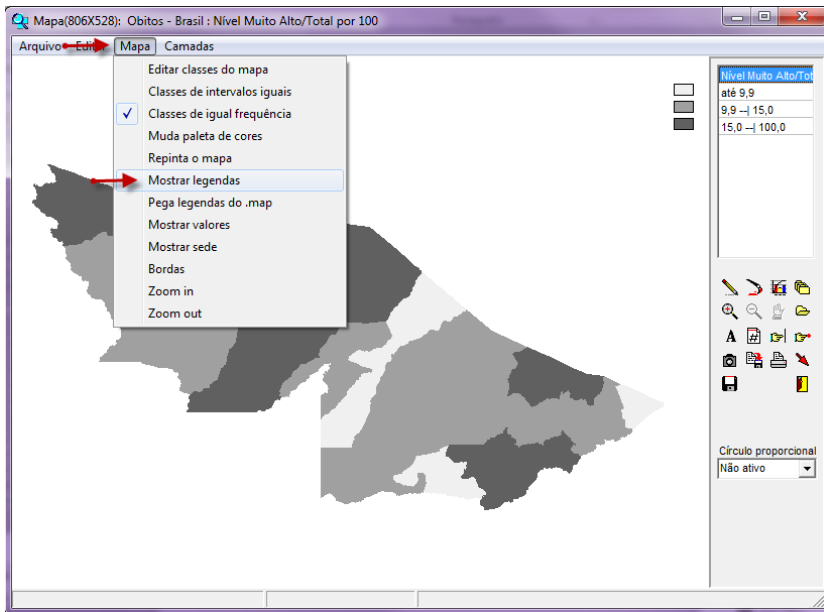 Mapa(806X528): Obitos - Brasil : Nível Muito Alto/Total por 100
Arquivo Editar Mapa Camadas
Editar classes do mapa
Classes de intervalos iguais
Classes de igual frequência
Muda paleta de cores
Repinta o mapa
Mostrar legendas
Pega legendas do .map
Mostrar valores
Mostrar sede
Bordas
Zoom in
Zoom out
Nível Muito Alto/Tot
até 9,9
9,9 --| 15,0
15,0 --| 100,0
A #
Círculo proporcional
Não ativo